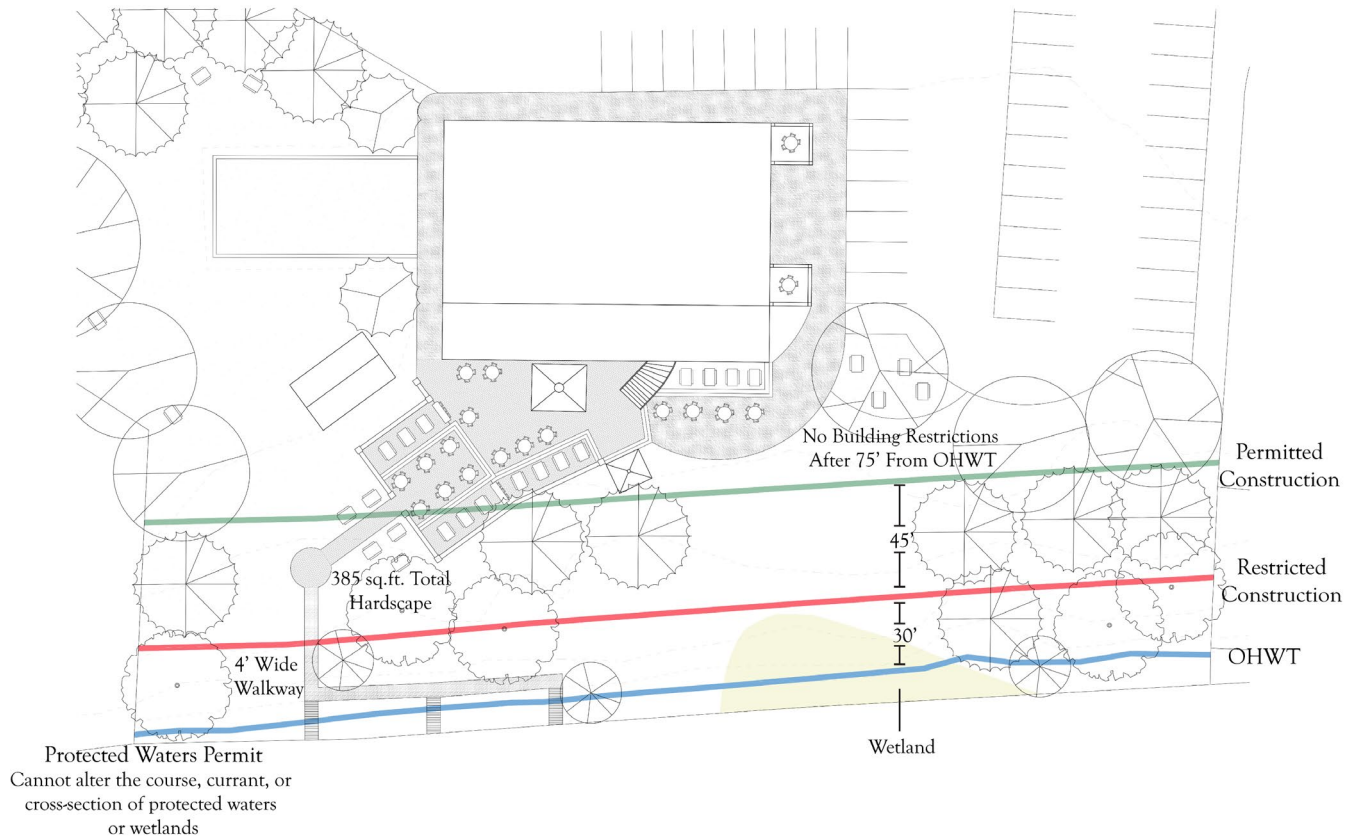 No Building Restrictions
After 75’ From OHWT
Permitted
Construction
45’
385 sq.ft. Total
Hardscape
Restricted
Construction
30’
4’ Wide
Walkway
OHWT
Wetland
Protected Waters Permit
Cannot alter the course, currant, or
cross-section of protected waters
or wetlands